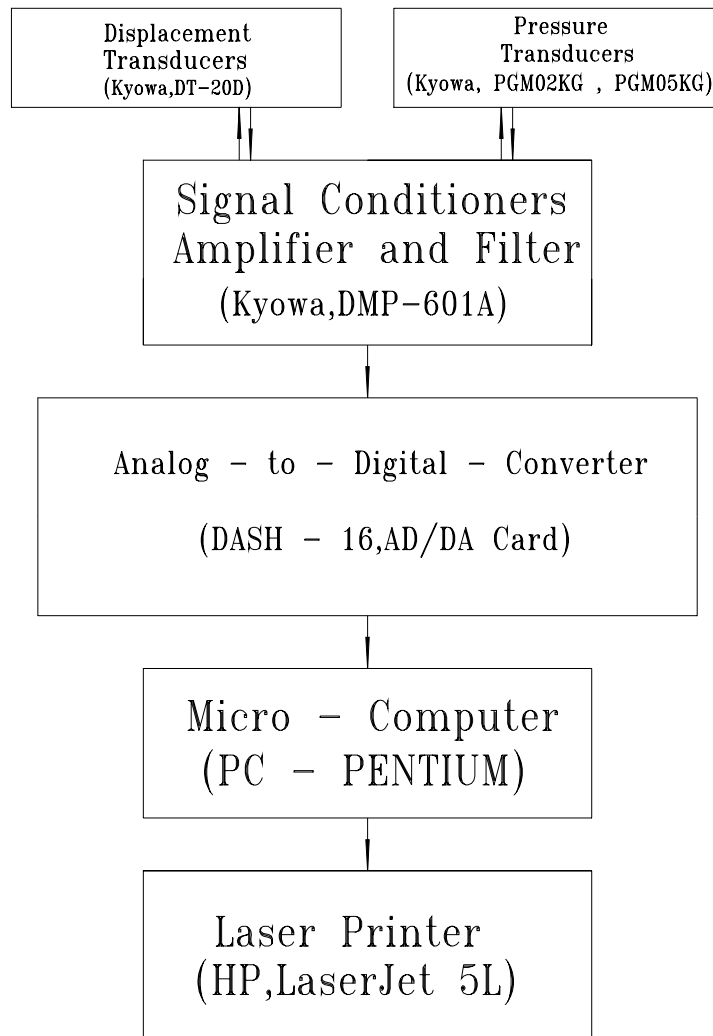 Displacement
Transducers
(Kyowa,DT-20D)
Pressure
Transducers
(Kyowa, PGM02KG , PGM05KG)
Signal Conditioners
Amplifier and Filter
(Kyowa,DMP-601A)
Analog - to - Digital - Converter
(DASH - 16,AD/DA Card)
Micro - Computer
(PC - PENTIUM)
Laser Printer
(HP,LaserJet 5L)